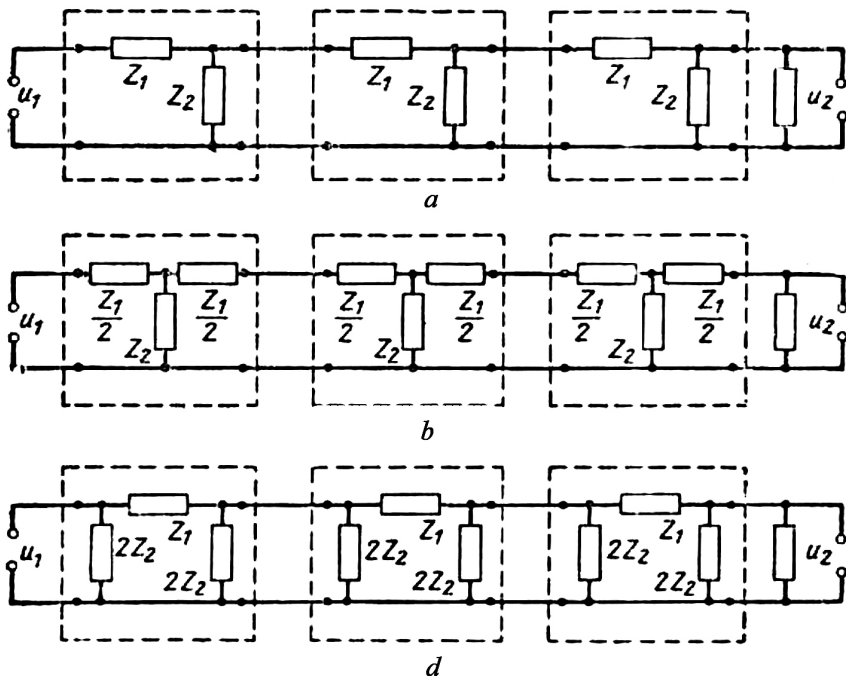 Z₁ Z₁ Z₁
u₁ Z₂ Z₂ Z₂ u₂
a
Z₁/2 Z₁/2 Z₁/2 Z₁/2 Z₁/2 Z₁/2
u₁ Z₂ Z₂ Z₂ u₂
b
Z₁ Z₁ Z₁
u₁ 2Z₂ 2Z₂ 2Z₂ u₂
2Z₂ 2Z₂ 2Z₂
d